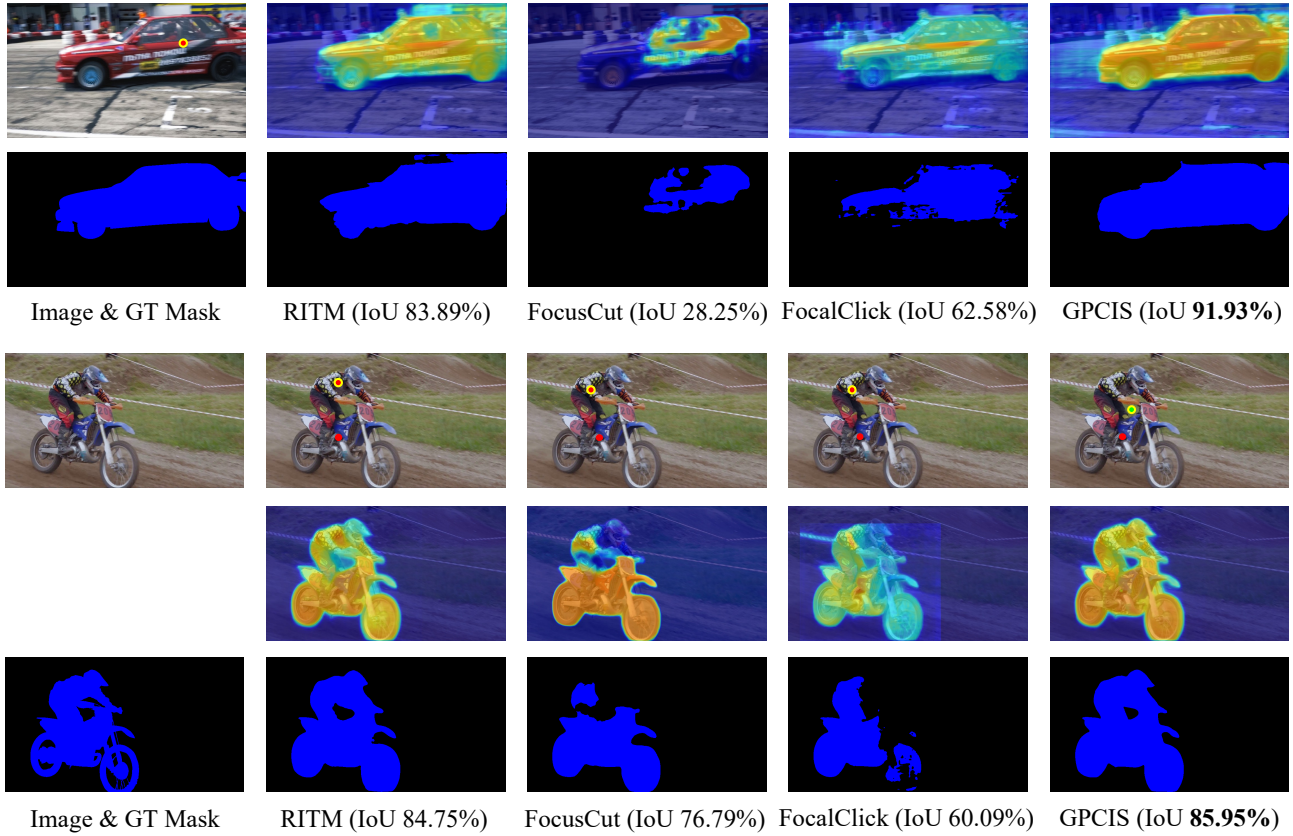 Image & GT Mask
RITM (IoU 83.89%)
FocusCut (IoU 28.25%)
FocalClick (IoU 62.58%)
GPCIS (IoU 91.93%)
Image & GT Mask
RITM (IoU 84.75%)
FocusCut (IoU 76.79%)
FocalClick (IoU 60.09%)
GPCIS (IoU 85.95%)